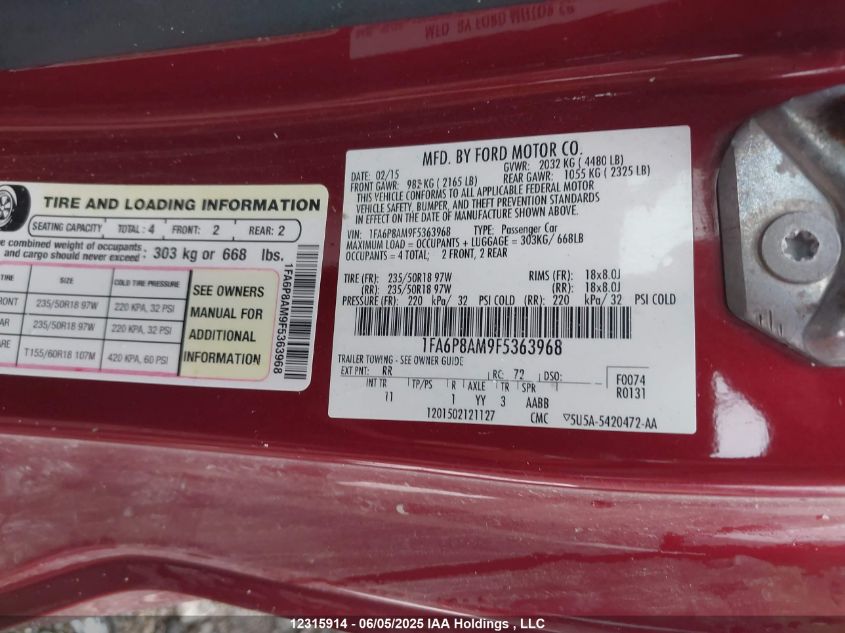 MFD. BY FORD MOTOR CO.
TIRE AND LOADING INFORMATION
SEATING CAPACITY TOTAL: 4 FRONT: 2 REAR: 2
combined weight of occupants
and cargo should never exceed: 303 kg or 668 lbs.
TIRE SIZE COLD TIRE PRESSURE
FRONT 235/50R18 97W 220 KPA, 32 PSI
235/50R18 97W 220 KPA, 32 PSI
T155/60R18 107M 420 KPA, 60 PSI
SEE OWNERS
MANUAL FOR
ADDITIONAL
INFORMATION
1FA6P8AM9F5363968
MFD. BY FORD MOTOR CO.
DATE: 02/15 GVWR: 2032 KG ( 4480 LB)
FRONT GAWR: 982 KG ( 2165 LB) REAR GAWR: 1055 KG ( 2325 LB)
THIS VEHICLE CONFORMS TO ALL APPLICABLE FEDERAL MOTOR
VEHICLE SAFETY, BUMPER, AND THEFT PREVENTION STANDARDS
IN EFFECT ON THE DATE OF MANUFACTURE SHOWN ABOVE.
VIN: 1FA6P8AM9F5363968 TYPE: Passenger Car
MAXIMUM LOAD = OCCUPANTS + LUGGAGE = 303KG/ 668LB
OCCUPANTS = 4 TOTAL; 2 FRONT, 2 REAR
TIRE (FR): 235/50R18 97W RIMS (FR): 18x8.0J
(RR): 235/50R18 97W (RR): 18x8.0J
PRESSURE (FR): 220 kPa/ 32 PSI COLD (RR): 220 kPa/ 32 PSI COLD
1FA6P8AM9F5363968
TRAILER TOWING - SEE OWNER GUIDE
EXT PNT: RR RC: 72 DSO:
INT TR TP/PS R AXLE TR SPR
1 YY 3 AABB
F0074
R0131
1201502121127 CMC 5U5A-5420472-AA
12315914 - 06/05/2025 IAA Holdings , LLC